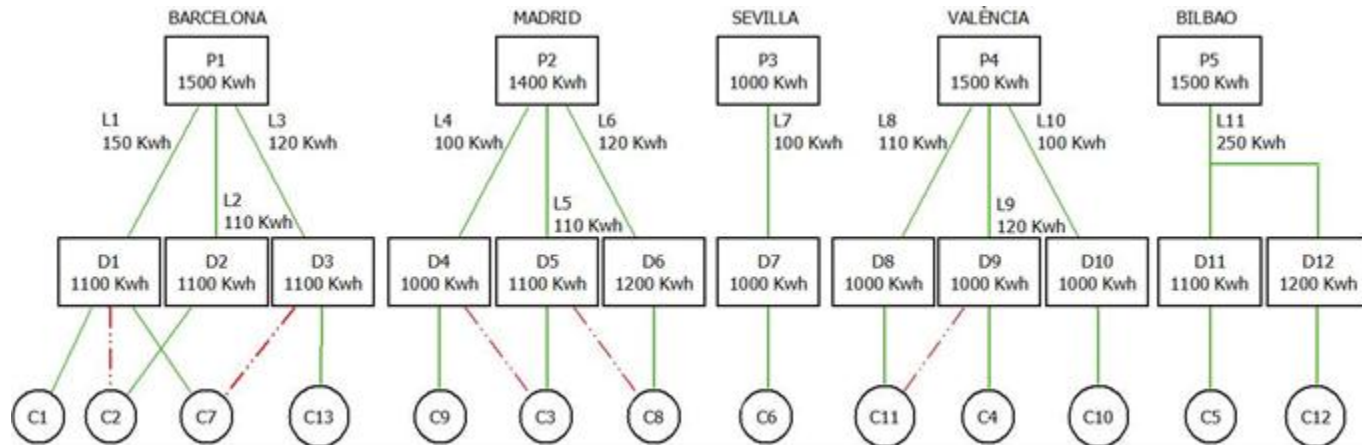 BARCELONA
MADRID
SEVILLA
VALÈNCIA
BILBAO
P1
1500 Kwh
P2
1400 Kwh
P3
1000 Kwh
P4
1500 Kwh
P5
1500 Kwh
L1
150 Kwh
L3
120 Kwh
L4
100 Kwh
L6
120 Kwh
L7
100 Kwh
L8
110 Kwh
L10
100 Kwh
L11
250 Kwh
L2
110 Kwh
L5
110 Kwh
L9
120 Kwh
D1
1100 Kwh
D2
1100 Kwh
D3
1100 Kwh
D4
1000 Kwh
D5
1100 Kwh
D6
1200 Kwh
D7
1000 Kwh
D8
1000 Kwh
D9
1000 Kwh
D10
1000 Kwh
D11
1100 Kwh
D12
1200 Kwh
C1
C2
C7
C13
C9
C3
C8
C6
C11
C4
C10
C5
C12